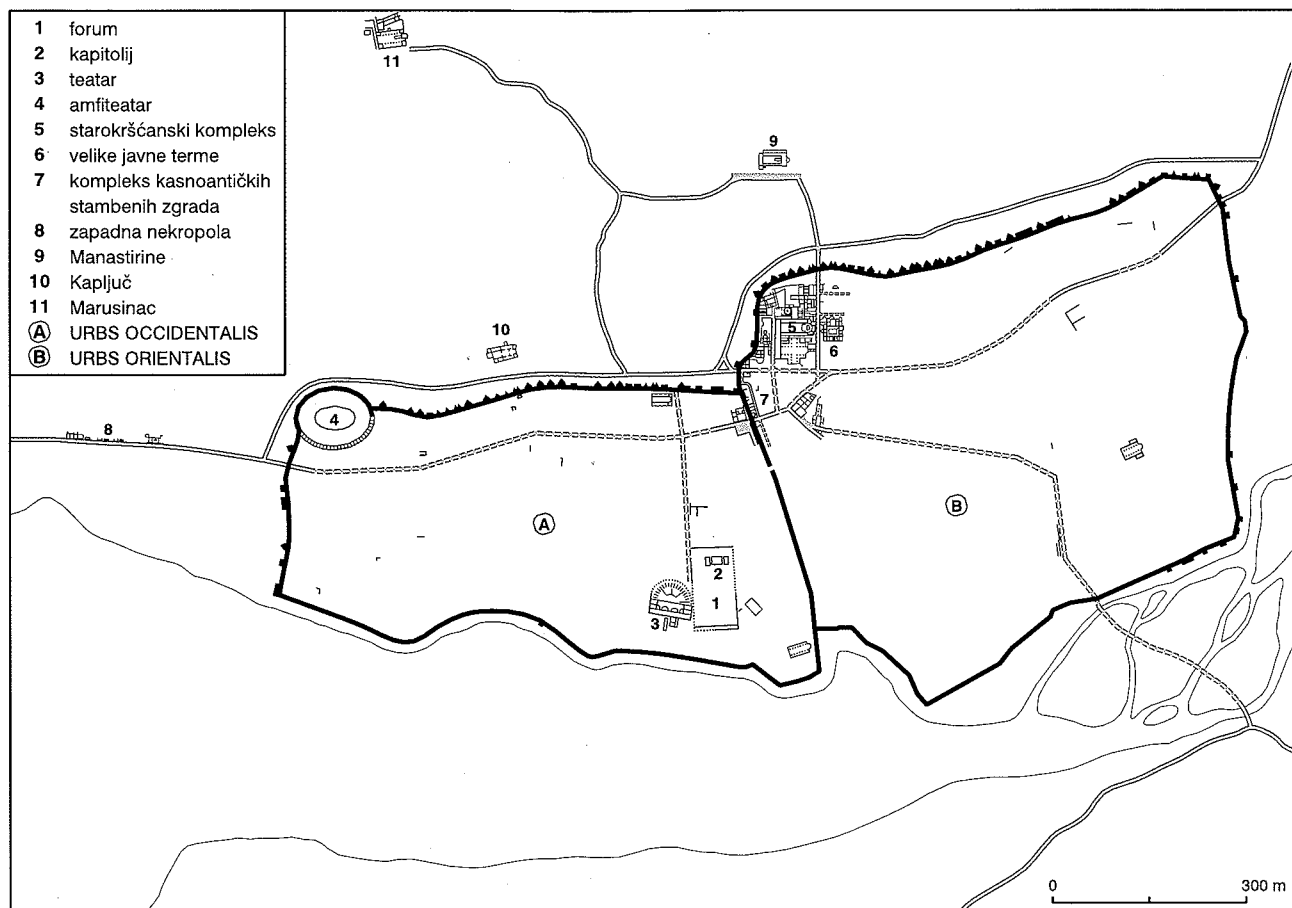 1 forum
2 kapitolij
3 teatar
4 amfiteatar
5 starokršćanski kompleks
6 velike javne terme
7 kompleks kasnoantičkih
stambenih zgrada
8 zapadna nekropola
9 Manastirine
10 Kapljuč
11 Marusinac
A URBS OCCIDENTALIS
B URBS ORIENTALIS
11
9
10
5
6
7
4
8
A
B
2
1
3
0 300 m